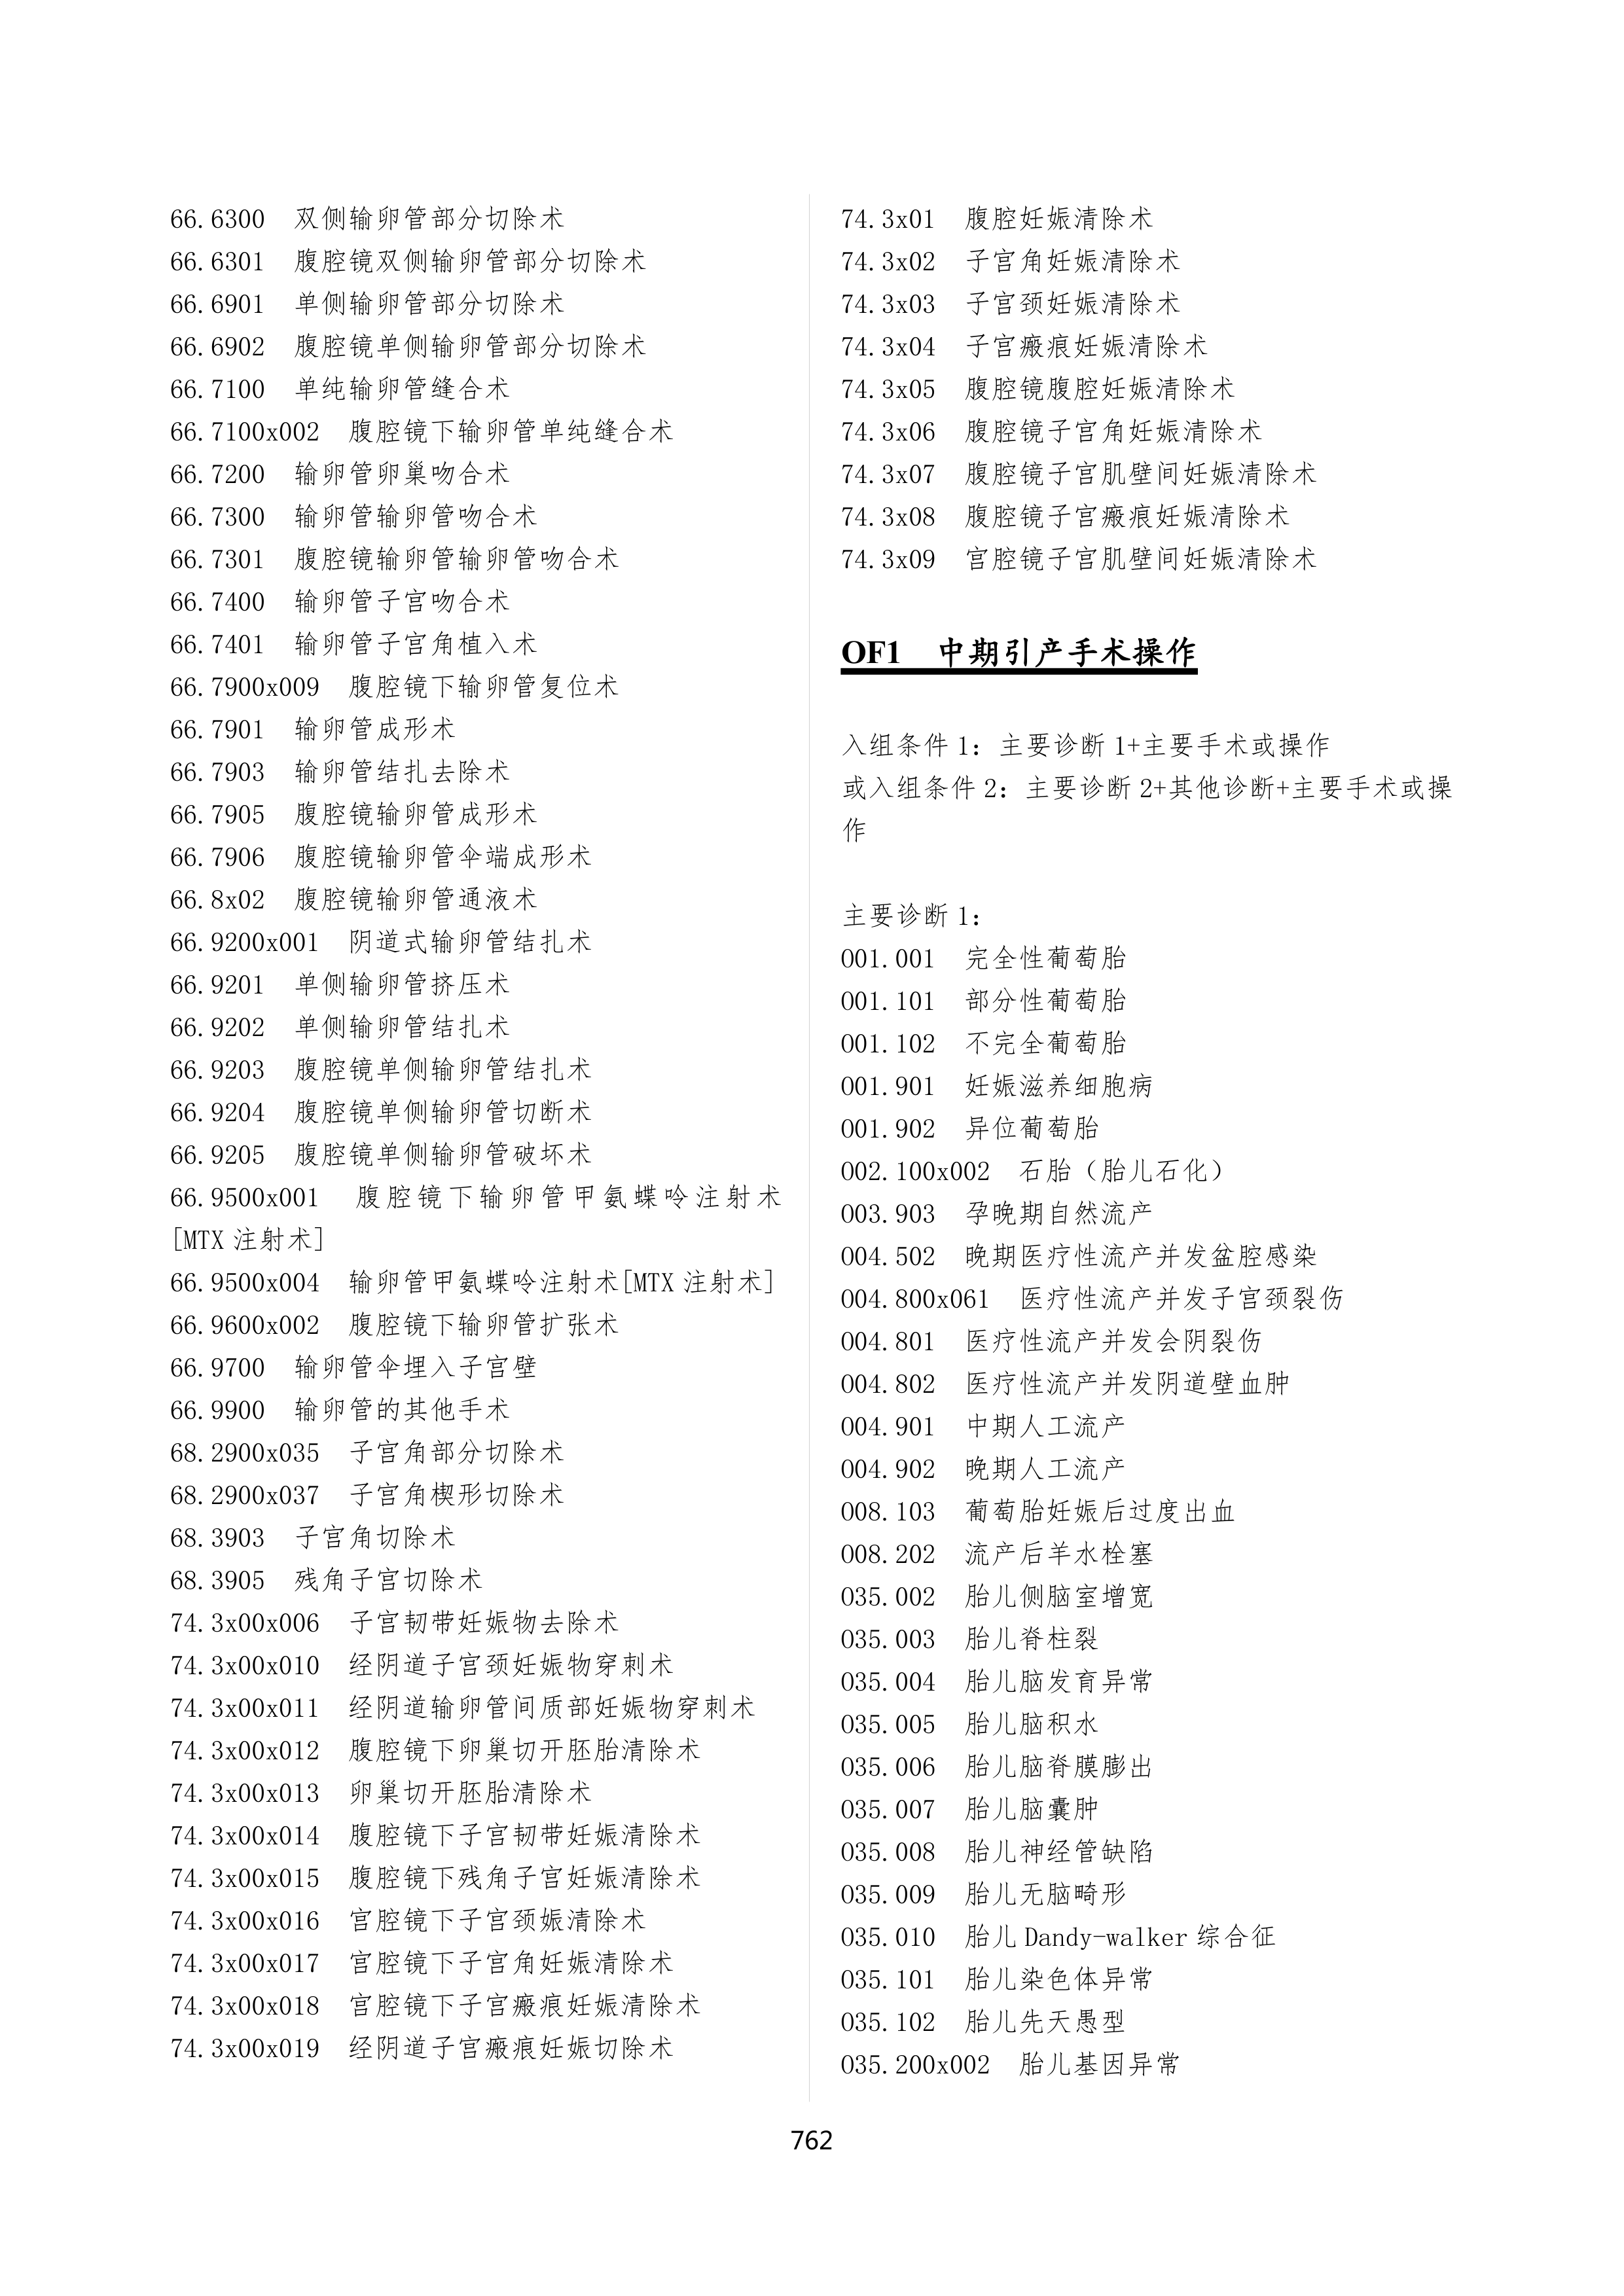 66.6300 双侧输卵管部分切除术
66.6301 腹腔镜双侧输卵管部分切除术
66.6901 单侧输卵管部分切除术
66.6902 腹腔镜单侧输卵管部分切除术
66.7100 单纯输卵管缝合术
66.7100x002 腹腔镜下输卵管单纯缝合术
66.7200 输卵管卵巢吻合术
66.7300 输卵管输卵管吻合术
66.7301 腹腔镜输卵管输卵管吻合术
66.7400 输卵管子宫吻合术
66.7401 输卵管子宫角植入术
66.7900x009 腹腔镜下输卵管复位术
66.7901 输卵管成形术
66.7903 输卵管结扎去除术
66.7905 腹腔镜输卵管成形术
66.7906 腹腔镜输卵管伞端成形术
66.8x02 腹腔镜输卵管通液术
66.9200x001 阴道式输卵管结扎术
66.9201 单侧输卵管挤压术
66.9202 单侧输卵管结扎术
66.9203 腹腔镜单侧输卵管结扎术
66.9204 腹腔镜单侧输卵管切断术
66.9205 腹腔镜单侧输卵管破坏术
66.9500x001 腹腔镜下输卵管甲氨蝶呤注射术
[MTX 注射术]
66.9500x004 输卵管甲氨蝶呤注射术[MTX 注射术]
66.9600x002 腹腔镜下输卵管扩张术
66.9700 输卵管伞埋入子宫壁
66.9900 输卵管的其他手术
68.2900x035 子宫角部分切除术
68.2900x037 子宫角楔形切除术
68.3903 子宫角切除术
68.3905 残角子宫切除术
74.3x00x006 子宫韧带妊娠物去除术
74.3x00x010 经阴道子宫颈妊娠物穿刺术
74.3x00x011 经阴道输卵管间质部妊娠物穿刺术
74.3x00x012 腹腔镜下卵巢切开胚胎清除术
74.3x00x013 卵巢切开胚胎清除术
74.3x00x014 腹腔镜下子宫韧带妊娠清除术
74.3x00x015 腹腔镜下残角子宫妊娠清除术
74.3x00x016 宫腔镜下子宫颈娠清除术
74.3x00x017 宫腔镜下子宫角妊娠清除术
74.3x00x018 宫腔镜下子宫瘢痕妊娠清除术
74.3x00x019 经阴道子宫瘢痕妊娠切除术
74.3x01 腹腔妊娠清除术
74.3x02 子宫角妊娠清除术
74.3x03 子宫颈妊娠清除术
74.3x04 子宫瘢痕妊娠清除术
74.3x05 腹腔镜腹腔妊娠清除术
74.3x06 腹腔镜子宫角妊娠清除术
74.3x07 腹腔镜子宫肌壁间妊娠清除术
74.3x08 腹腔镜子宫瘢痕妊娠清除术
74.3x09 宫腔镜子宫肌壁间妊娠清除术
OF1 中期引产手术操作
入组条件 1：主要诊断 1+主要手术或操作
或入组条件 2：主要诊断 2+其他诊断+主要手术或操
作
主要诊断 1：
O01.001 完全性葡萄胎
O01.101 部分性葡萄胎
O01.102 不完全葡萄胎
O01.901 妊娠滋养细胞病
O01.902 异位葡萄胎
O02.100x002 石胎（胎儿石化）
O03.903 孕晚期自然流产
O04.502 晚期医疗性流产并发盆腔感染
O04.800x061 医疗性流产并发子宫颈裂伤
O04.801 医疗性流产并发会阴裂伤
O04.802 医疗性流产并发阴道壁血肿
O04.901 中期人工流产
O04.902 晚期人工流产
O08.103 葡萄胎妊娠后过度出血
O08.202 流产后羊水栓塞
O35.002 胎儿侧脑室增宽
O35.003 胎儿脊柱裂
O35.004 胎儿脑发育异常
O35.005 胎儿脑积水
O35.006 胎儿脑脊膜膨出
O35.007 胎儿脑囊肿
O35.008 胎儿神经管缺陷
O35.009 胎儿无脑畸形
O35.010 胎儿 Dandy-walker 综合征
O35.101 胎儿染色体异常
O35.102 胎儿先天愚型
O35.200x002 胎儿基因异常
762